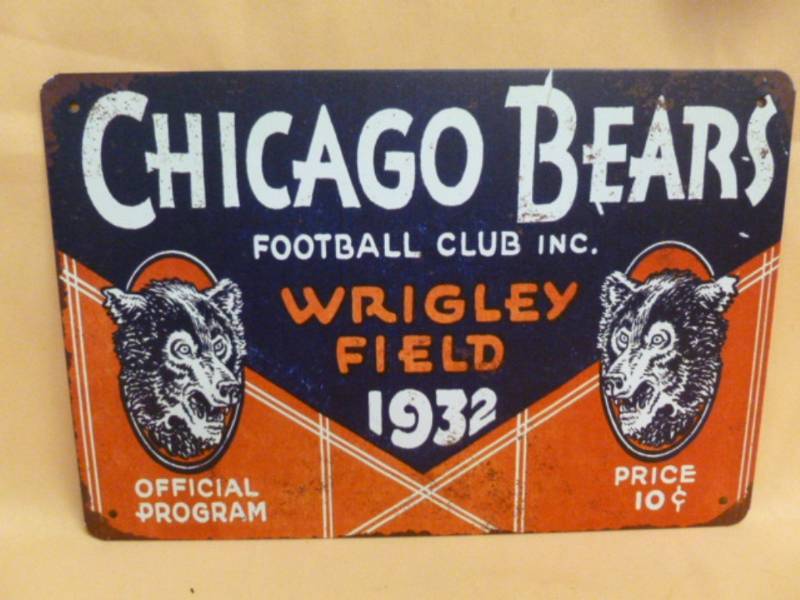 CHICAGO BEARS
FOOTBALL CLUB INC.
WRIGLEY
FIELD
1932
OFFICIAL
PROGRAM
PRICE
10¢